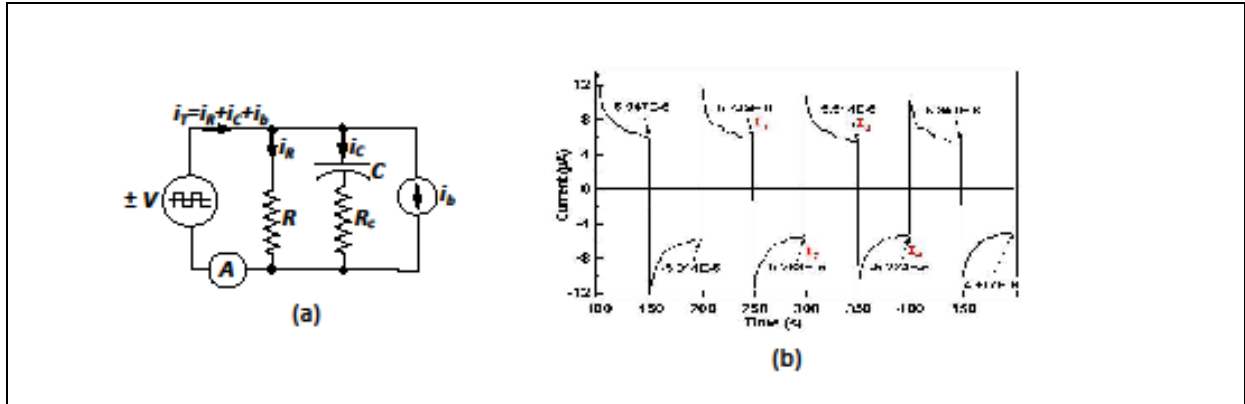 i_T=i_R+i_C+i_b
i_R
i_C
C
± V
R
R_c
i_b
A
(a)
12
8
4
0
-4
-8
-12
Current (µA)
I_1
I_2
I_3
I_4
100 150 200 250 300 350 400 450
Time (s)
(b)